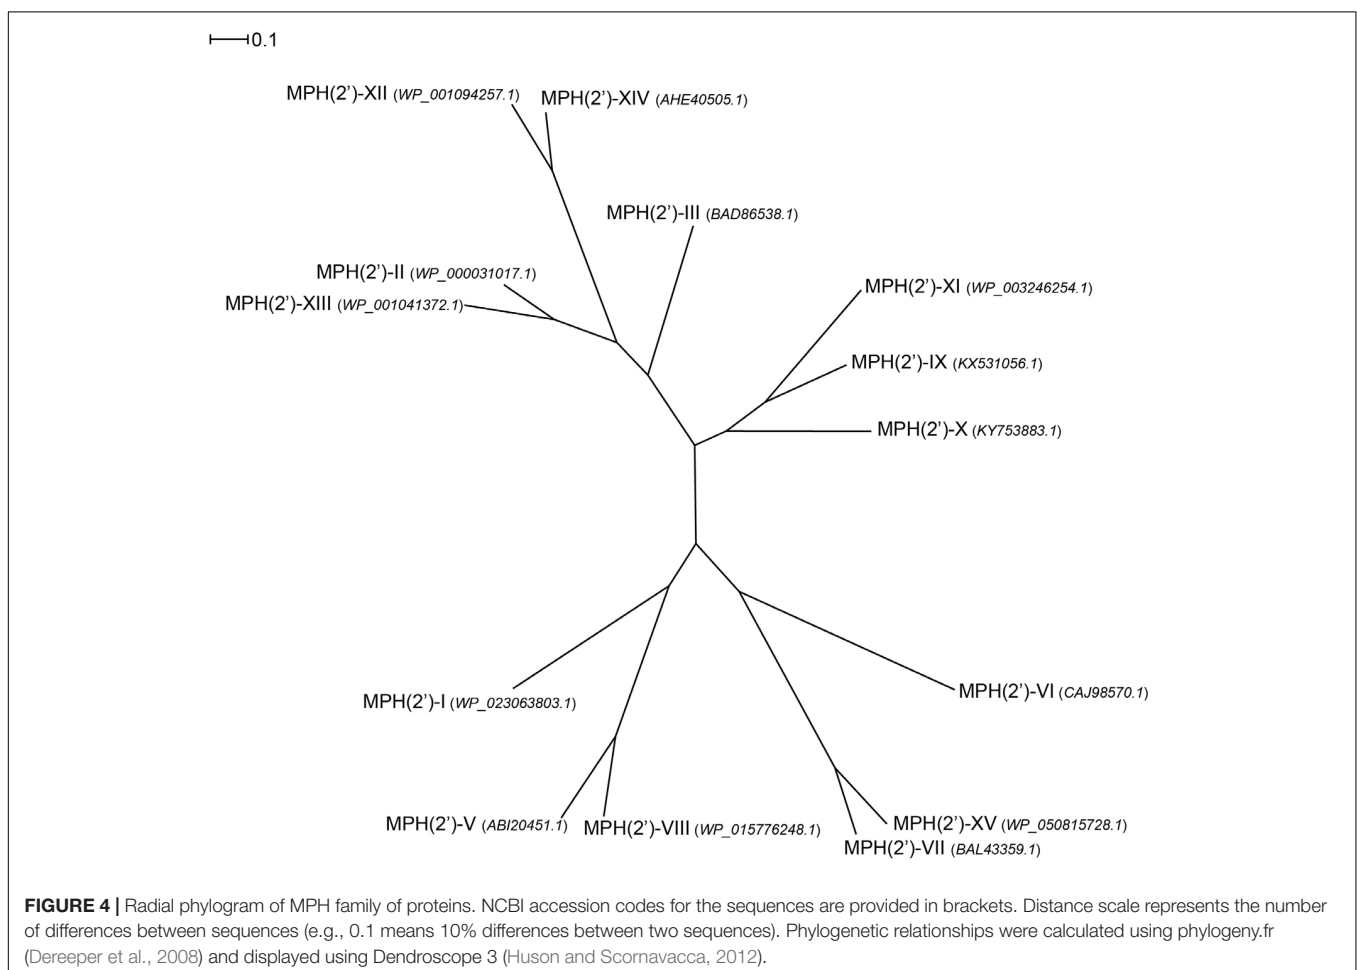 0.1
MPH(2’)-XII (WP_001094257.1)
MPH(2’)-XIV (AHE40505.1)
MPH(2’)-III (BAD86538.1)
MPH(2’)-II (WP_000031017.1)
MPH(2’)-XIII (WP_001041372.1)
MPH(2’)-XI (WP_003246254.1)
MPH(2’)-IX (KX531056.1)
MPH(2’)-X (KY753883.1)
MPH(2’)-I (WP_023063803.1)
MPH(2’)-VI (CAJ98570.1)
MPH(2’)-V (ABI20451.1)
MPH(2’)-VIII (WP_015776248.1)
MPH(2’)-XV (WP_050815728.1)
MPH(2’)-VII (BAL43359.1)
FIGURE 4 | Radial phylogram of MPH family of proteins. NCBI accession codes for the sequences are provided in brackets. Distance scale represents the number
of differences between sequences (e.g., 0.1 means 10% differences between two sequences). Phylogenetic relationships were calculated using phylogeny.fr
(Dereeper et al., 2008) and displayed using Dendroscope 3 (Huson and Scornavacca, 2012).